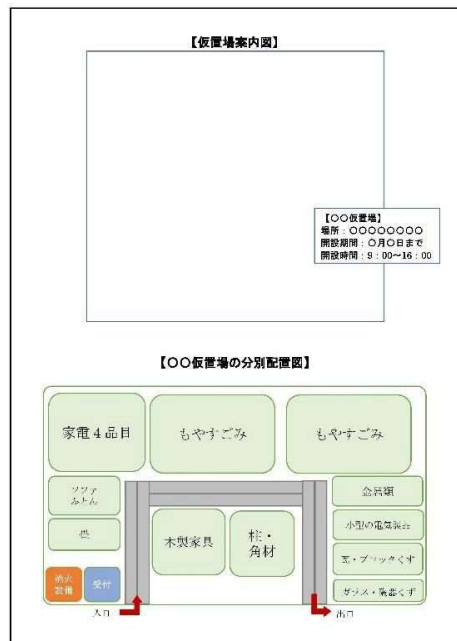 【仮置場案内図】
【〇〇仮置場】
場所：〇〇〇〇〇〇〇〇
開設期間：〇月〇日まで
開設時間：9：00～16：00
【〇〇仮置場の分別配置図】
家電４品目
もやすごみ
もやすごみ
ソファ
ふとん
畳
木製家具
柱・
角材
金属類
小型の電気製品
瓦・ブロックくず
ガラス・陶器くず
消火
設備
受付
入口
出口